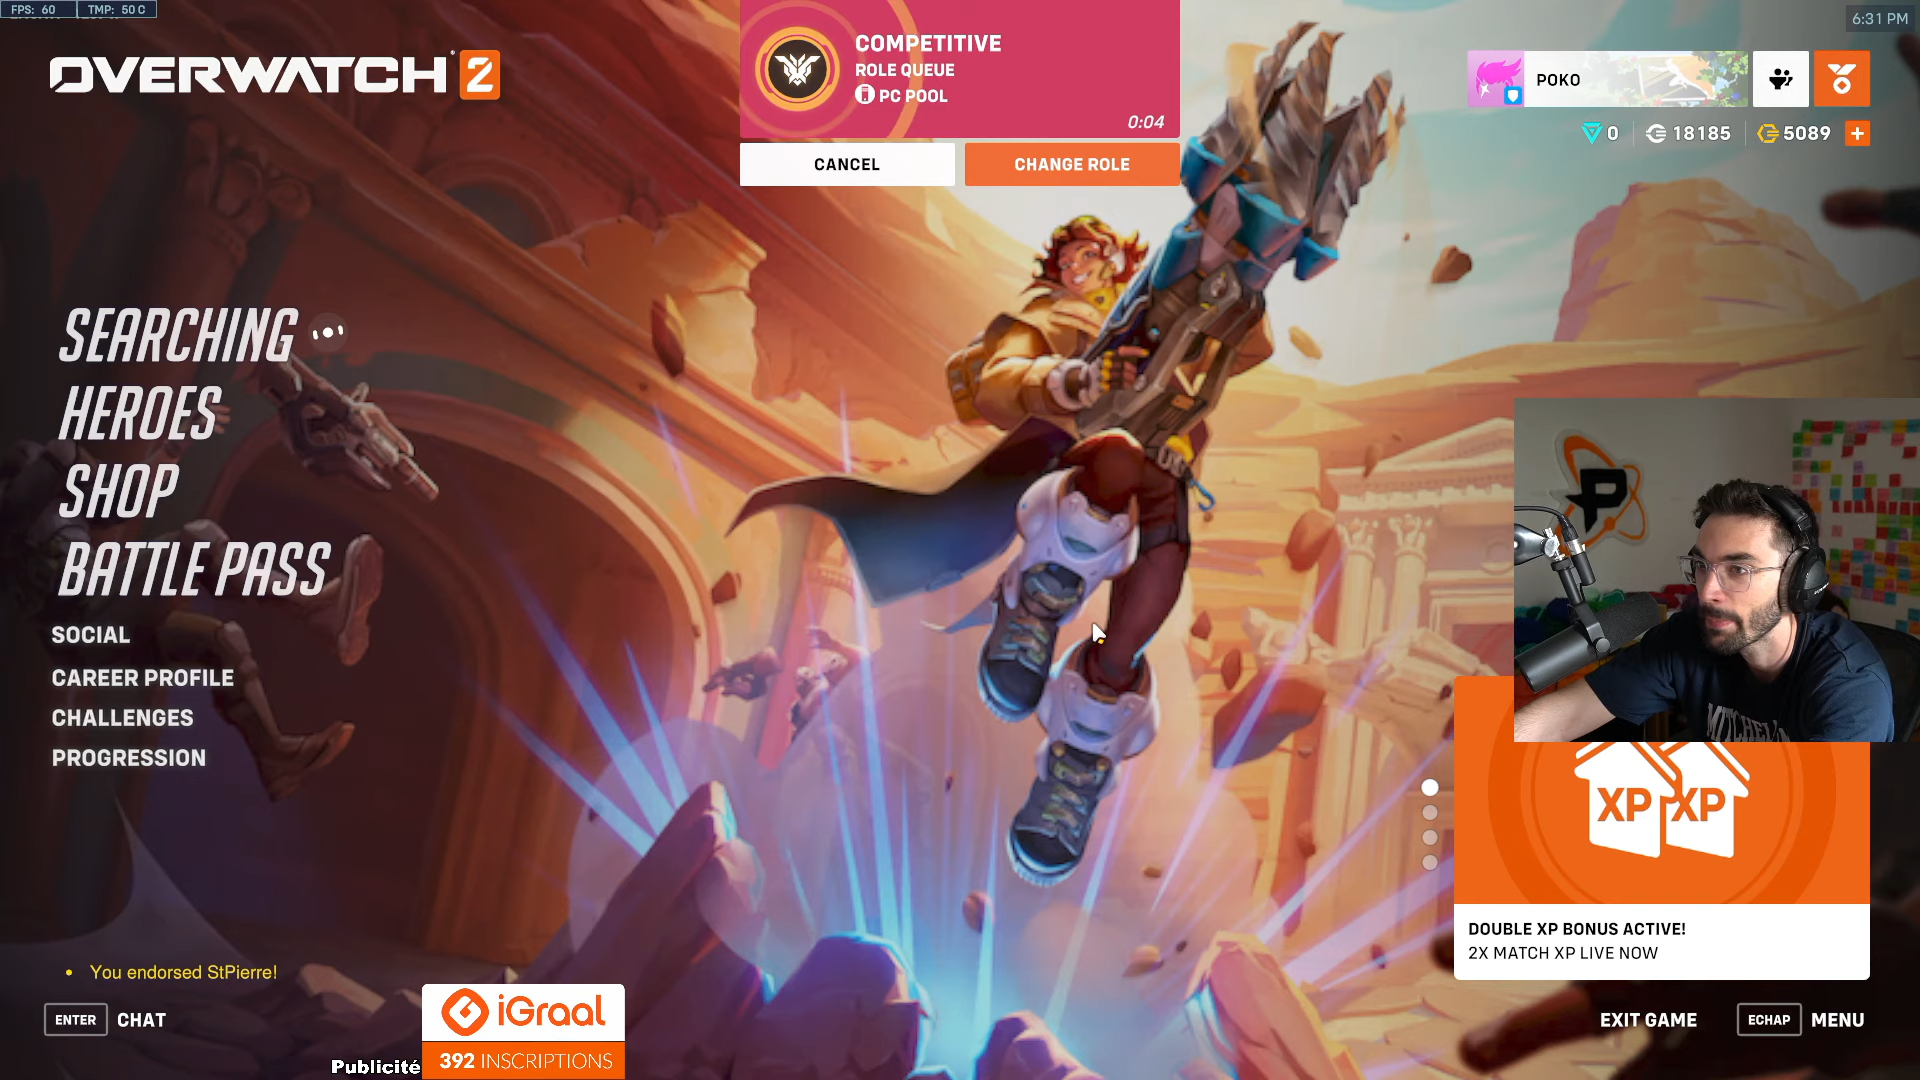 FPS: 60
TMP: 50 C
6:31 PM
OVERWATCH 2
COMPETITIVE
ROLE QUEUE
PC POOL
0:04
CANCEL
CHANGE ROLE
POKO
0
18185
5089
+
SEARCHING
HEROES
SHOP
BATTLE PASS
SOCIAL
CAREER PROFILE
CHALLENGES
PROGRESSION
P
XP XP
DOUBLE XP BONUS ACTIVE!
2X MATCH XP LIVE NOW
• You endorsed StPierre!
ENTER CHAT
iGraal
392 INSCRIPTIONS
Publicité
EXIT GAME
ECHAP MENU